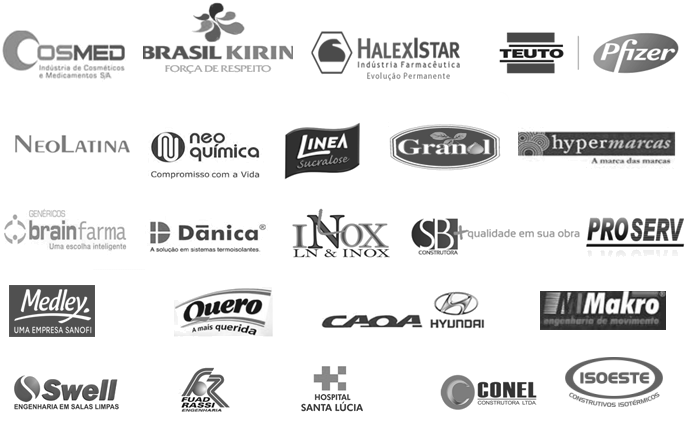 COSMED
Indústria de Cosméticos
e Medicamentos S/A
BRASIL KIRIN
FORÇA DE RESPEITO
HALEXISTAR
Indústria Farmacêutica
Evolução Permanente
TEUTO
Pfizer
NEOLATINA
neo
química
Compromisso com a Vida
LINEA
Sucralose
Granol
hypermarcas
A marca das marcas
GENÉRICOS
brainfarma
Uma escolha inteligente
Dānica®
A solução em sistemas termoisolantes.
INOX
LN & INOX
SB+
CONSTRUTORA
qualidade em sua obra
PROSERV
Medley.
UMA EMPRESA SANOFI
Quero
A mais querida
CAOA
HYUNDAI
M Makro
engenharia de movimento
Swell
ENGENHARIA EM SALAS LIMPAS
FR
FUAD
RASSI
ENGENHARIA
HOSPITAL
SANTA LÚCIA
CONEL
CONSTRUTORA LTDA
ISOESTE
CONSTRUTIVOS ISOTÉRMICOS